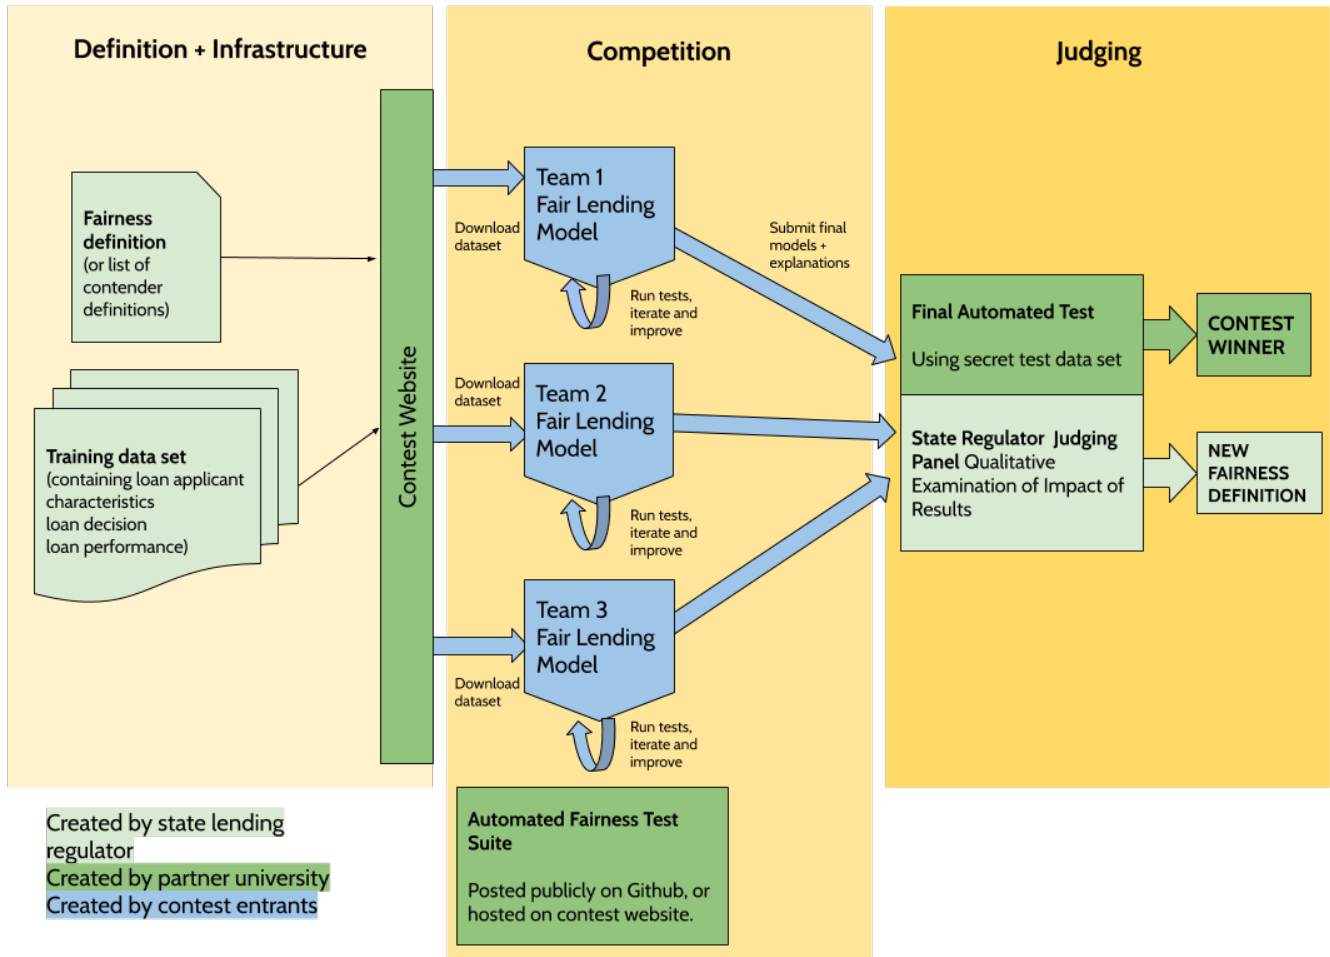 Definition + Infrastructure
Fairness
definition
(or list of
contender
definitions)
Training data set
(containing loan applicant
characteristics
loan decision
loan performance)
Contest Website
Competition
Download
dataset
Team 1
Fair Lending
Model
Run tests,
iterate and
improve
Submit final
models +
explanations
Download
dataset
Team 2
Fair Lending
Model
Run tests,
iterate and
improve
Download
dataset
Team 3
Fair Lending
Model
Run tests,
iterate and
improve
Automated Fairness Test
Suite
Posted publicly on Github, or
hosted on contest website.
Judging
Final Automated Test
Using secret test data set
CONTEST
WINNER
State Regulator Judging
Panel Qualitative
Examination of Impact of
Results
NEW
FAIRNESS
DEFINITION
Created by state lending
regulator
Created by partner university
Created by contest entrants